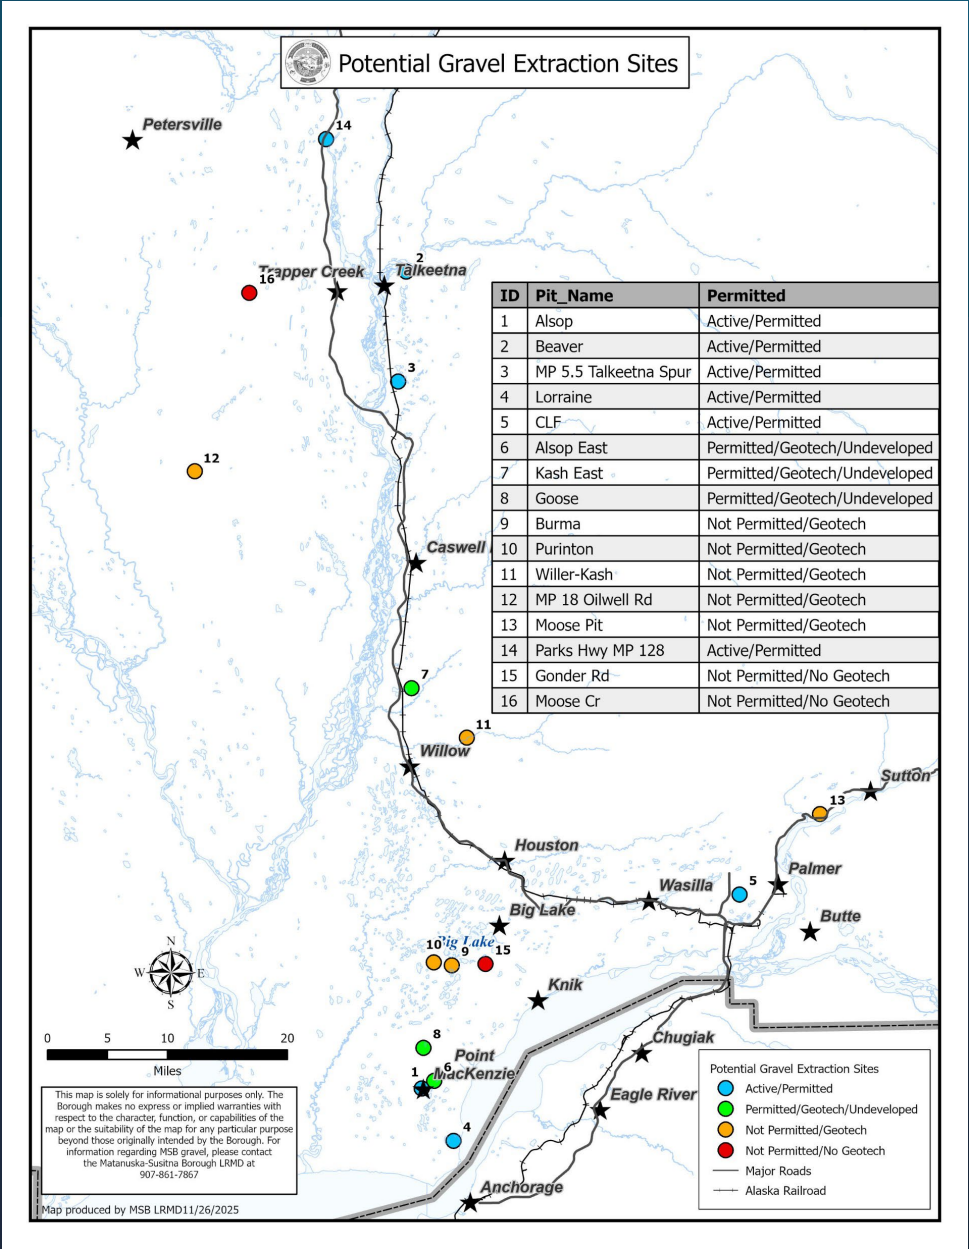 Potential Gravel Extraction Sites
Petersville
14
2
Trapper Creek
Talkeetna
16
3
ID Pit_Name Permitted
1 Alsop Active/Permitted
2 Beaver Active/Permitted
3 MP 5.5 Talkeetna Spur Active/Permitted
4 Lorraine Active/Permitted
5 CLF Active/Permitted
6 Alsop East Permitted/Geotech/Undeveloped
7 Kash East Permitted/Geotech/Undeveloped
8 Goose Permitted/Geotech/Undeveloped
9 Burma Not Permitted/Geotech
10 Purinton Not Permitted/Geotech
11 Willer-Kash Not Permitted/Geotech
12 MP 18 Oilwell Rd Not Permitted/Geotech
13 Moose Pit Not Permitted/Geotech
14 Parks Hwy MP 128 Active/Permitted
15 Gonder Rd Not Permitted/No Geotech
16 Moose Cr Not Permitted/No Geotech
12
Caswell
7
11
Willow
Sutton
13
Houston
Palmer
5
Wasilla
Big Lake
Butte
Big Lake
10
9
15
N
W
E
S
Knik
8
Point
MacKenzie
1
6
4
Chugiak
Eagle River
Anchorage
0 5 10 20
Miles
This map is solely for informational purposes only. The
Borough makes no express or implied warranties with
respect to the character, function, or capabilities of the
map or the suitability of the map for any particular purpose
beyond those originally intended by the Borough. For
information regarding MSB gravel, please contact
the Matanuska-Susitna Borough LRMD at
907-861-7867
Map produced by MSB LRMD11/26/2025
Potential Gravel Extraction Sites
Active/Permitted
Permitted/Geotech/Undeveloped
Not Permitted/Geotech
Not Permitted/No Geotech
Major Roads
Alaska Railroad